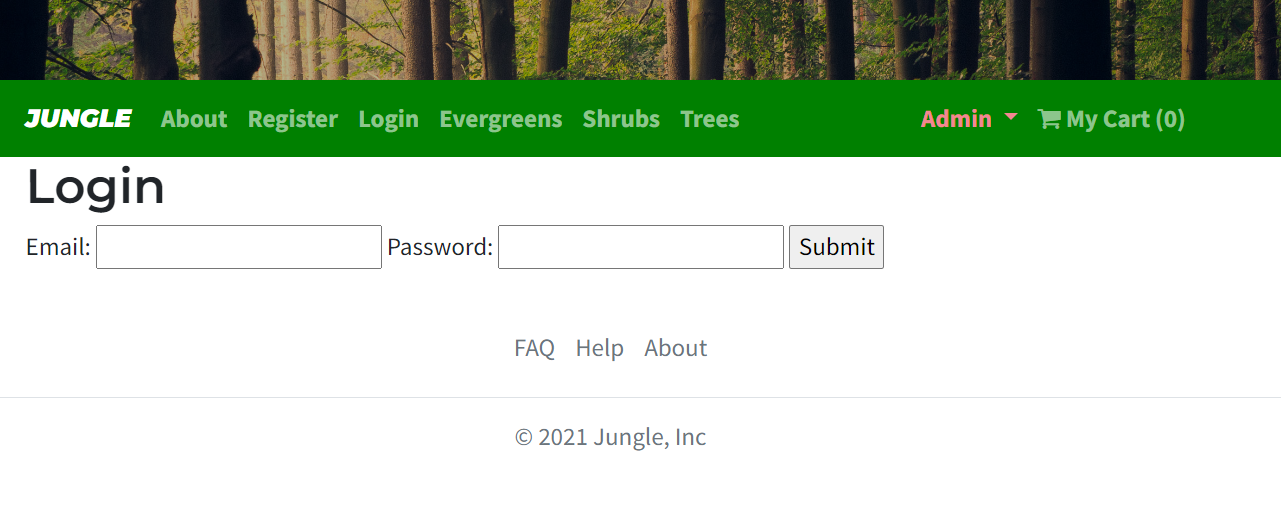 JUNGLE About Register Login Evergreens Shrubs Trees Admin My Cart (0)
Login
Email: Password: Submit
FAQ Help About
© 2021 Jungle, Inc